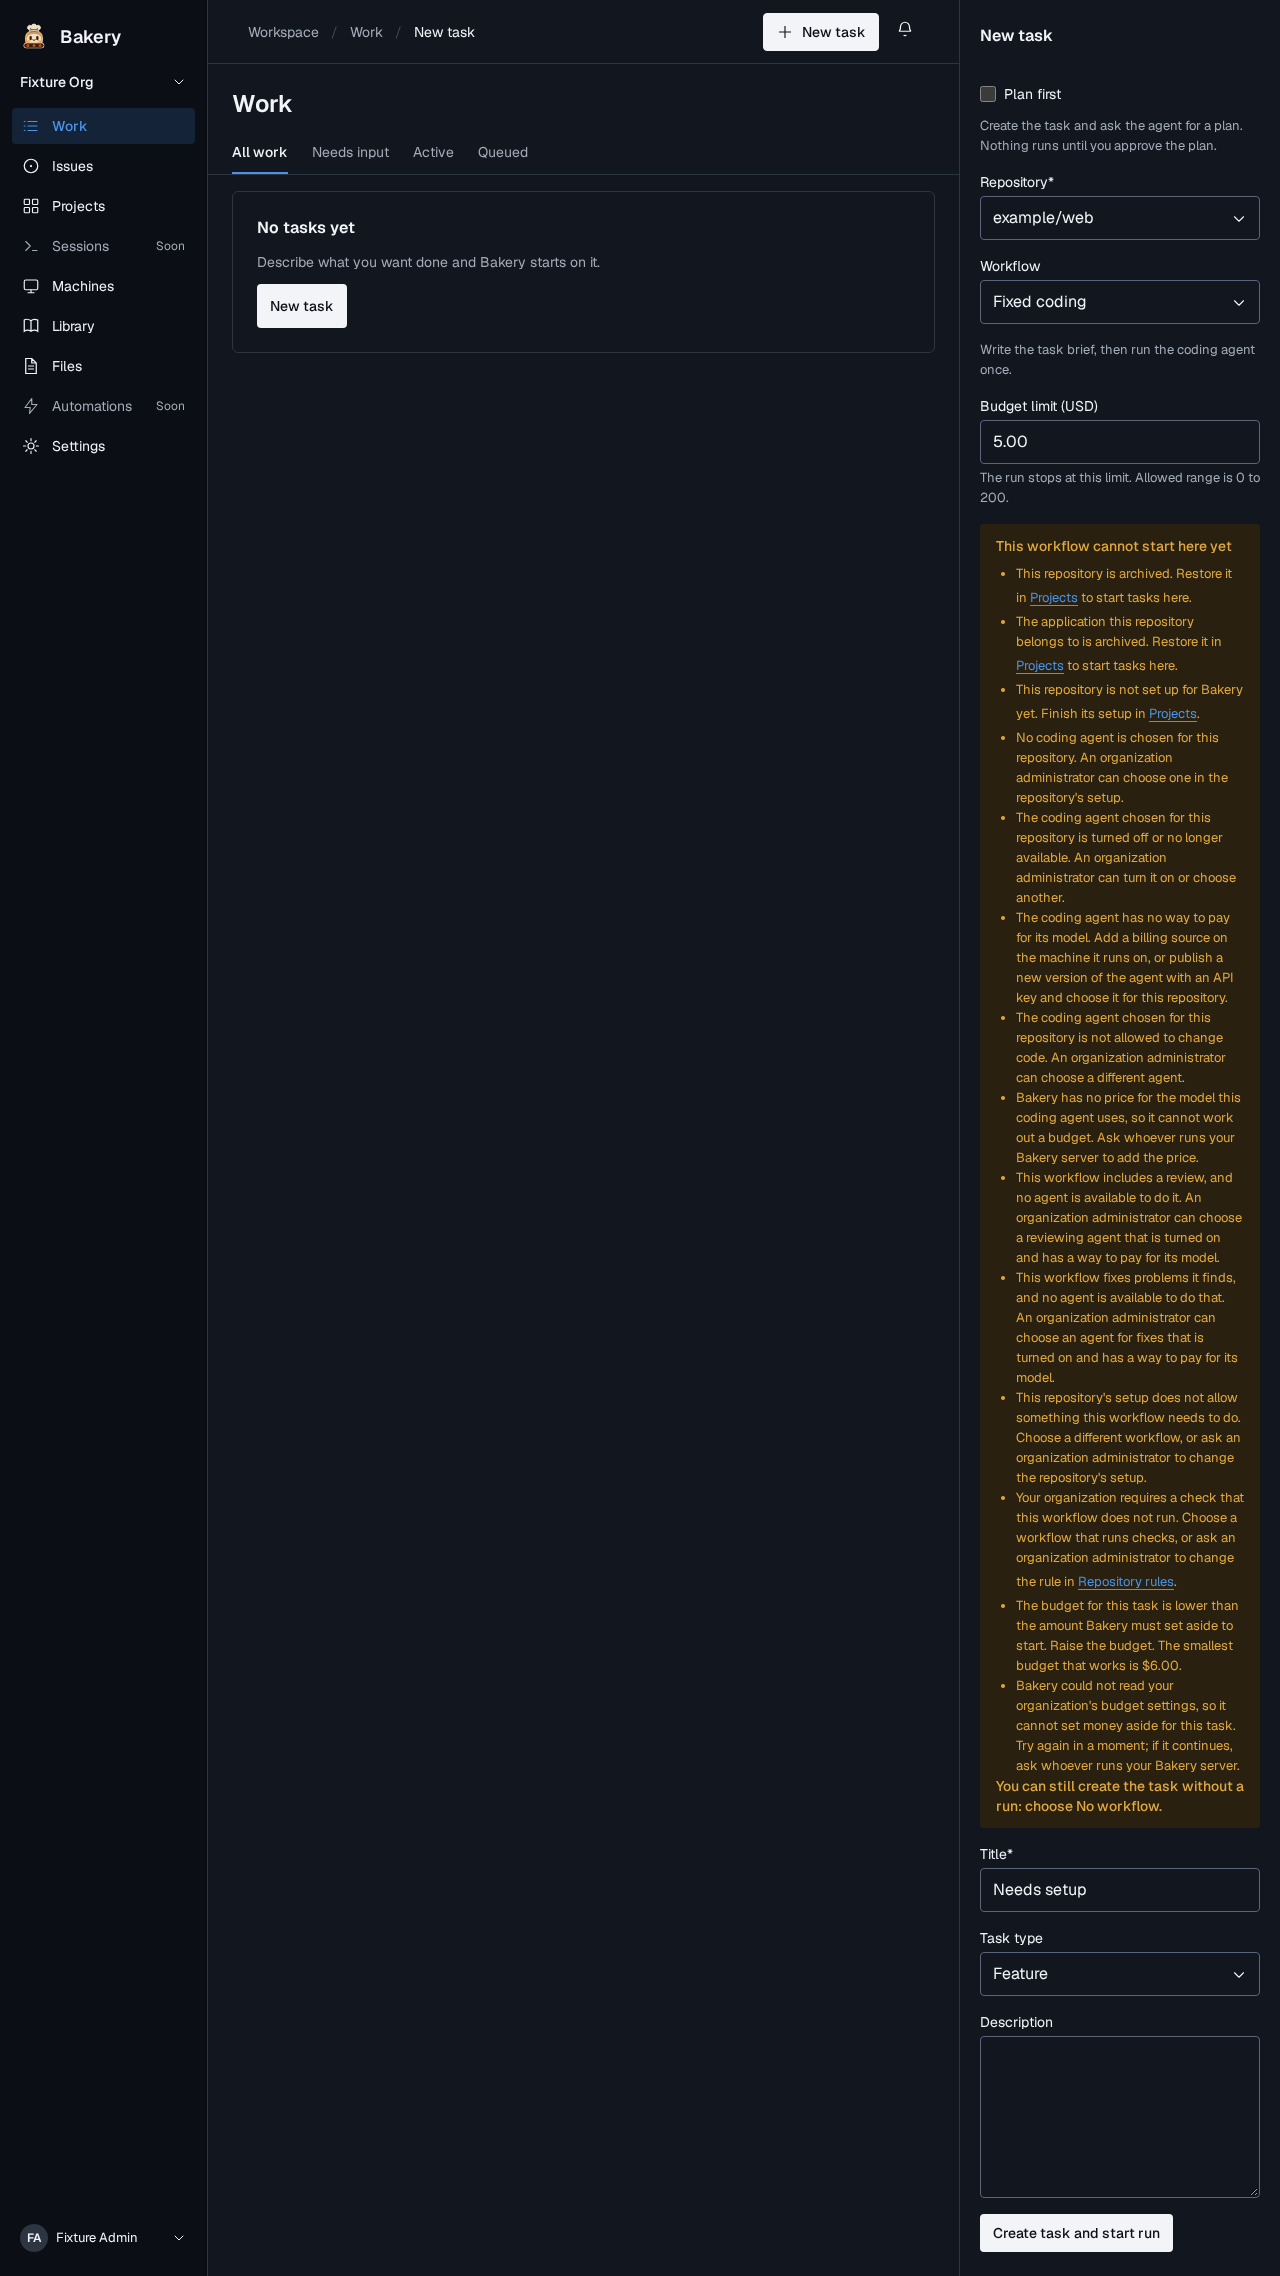 Bakery
Fixture Org
Work
Issues
Projects
Sessions Soon
Machines
Library
Files
Automations Soon
Settings
FA Fixture Admin
Workspace / Work / New task
New task
Work
All work Needs input Active Queued
No tasks yet
Describe what you want done and Bakery starts on it.
New task
New task
Plan first
Create the task and ask the agent for a plan.
Nothing runs until you approve the plan.
Repository*
example/web
Workflow
Fixed coding
Write the task brief, then run the coding agent
once.
Budget limit (USD)
5.00
The run stops at this limit. Allowed range is 0 to
200.
This workflow cannot start here yet
• This repository is archived. Restore it
in Projects to start tasks here.
• The application this repository
belongs to is archived. Restore it in
Projects to start tasks here.
• This repository is not set up for Bakery
yet. Finish its setup in Projects.
• No coding agent is chosen for this
repository. An organization
administrator can choose one in the
repository's setup.
• The coding agent chosen for this
repository is turned off or no longer
available. An organization
administrator can turn it on or choose
another.
• The coding agent has no way to pay
for its model. Add a billing source on
the machine it runs on, or publish a
new version of the agent with an API
key and choose it for this repository.
• The coding agent chosen for this
repository is not allowed to change
code. An organization administrator
can choose a different agent.
• Bakery has no price for the model this
coding agent uses, so it cannot work
out a budget. Ask whoever runs your
Bakery server to add the price.
• This workflow includes a review, and
no agent is available to do it. An
organization administrator can choose
a reviewing agent that is turned on
and has a way to pay for its model.
• This workflow fixes problems it finds,
and no agent is available to do that.
An organization administrator can
choose an agent for fixes that is
turned on and has a way to pay for its
model.
• This repository's setup does not allow
something this workflow needs to do.
Choose a different workflow, or ask an
organization administrator to change
the repository's setup.
• Your organization requires a check that
this workflow does not run. Choose a
workflow that runs checks, or ask an
organization administrator to change
the rule in Repository rules.
• The budget for this task is lower than
the amount Bakery must set aside to
start. Raise the budget. The smallest
budget that works is $6.00.
• Bakery could not read your
organization's budget settings, so it
cannot set money aside for this task.
Try again in a moment; if it continues,
ask whoever runs your Bakery server.
You can still create the task without a
run: choose No workflow.
Title*
Needs setup
Task type
Feature
Description
Create task and start run